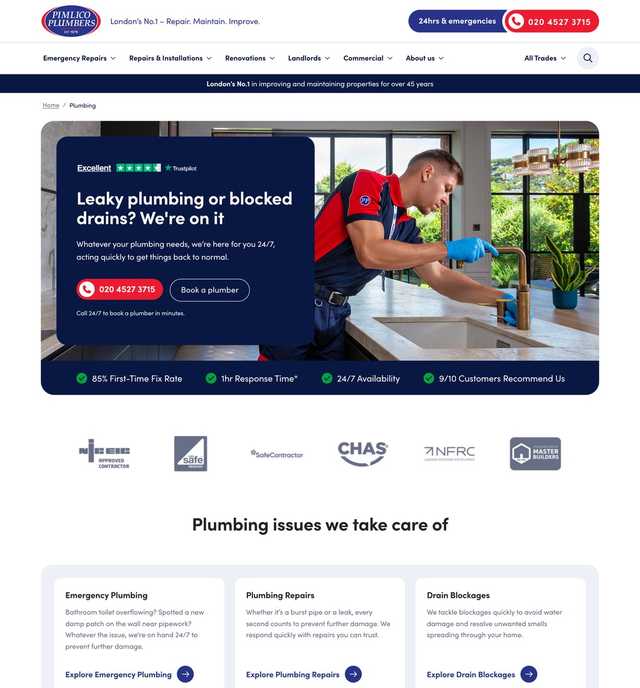 PIMLICO
PLUMBERS
EST 1979
London's No.1 – Repair. Maintain. Improve.
24hrs & emergencies
020 4527 3715
Emergency Repairs
Repairs & Installations
Renovations
Landlords
Commercial
About us
All Trades
London's No.1 in improving and maintaining properties for over 45 years
Home / Plumbing
Excellent
Trustpilot
Leaky plumbing or blocked
drains? We're on it
Whatever your plumbing needs, we're here for you 24/7,
acting quickly to get things back to normal.
020 4527 3715
Book a plumber
Call 24/7 to book a plumber in minutes.
85% First-Time Fix Rate
1hr Response Time*
24/7 Availability
9/10 Customers Recommend Us
NICEIC
APPROVED
CONTRACTOR
safe
SafeContractor
CHAS
NFRC
MASTER
BUILDERS
Plumbing issues we take care of
Emergency Plumbing
Bathroom toilet overflowing? Spotted a new
damp patch on the wall near pipework?
Whatever the issue, we're on hand 24/7 to
prevent further damage.
Explore Emergency Plumbing
Plumbing Repairs
Whether it's a burst pipe or a leak, every
second counts to prevent further damage. We
respond quickly with repairs you can trust.
Explore Plumbing Repairs
Drain Blockages
We tackle blockages quickly to avoid water
damage and resolve unwanted smells
spreading through your home.
Explore Drain Blockages